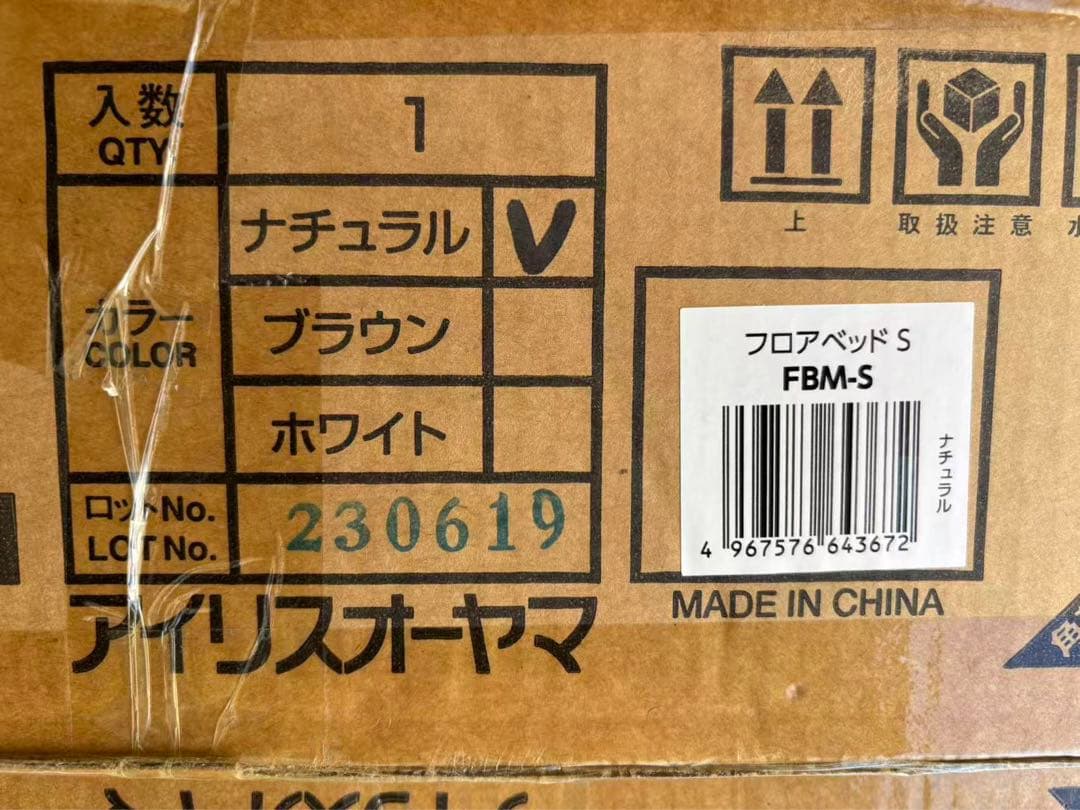 入数
QTY
1
カラー
COLOR
ナチュラル
V
ブラウン
ホワイト
ロットNo.
LOT No.
230619
アイリスオーヤマ
上
取扱注意
水
フロアベッド S
FBM-S
ナチュラル
4 967576 643672
MADE IN CHINA